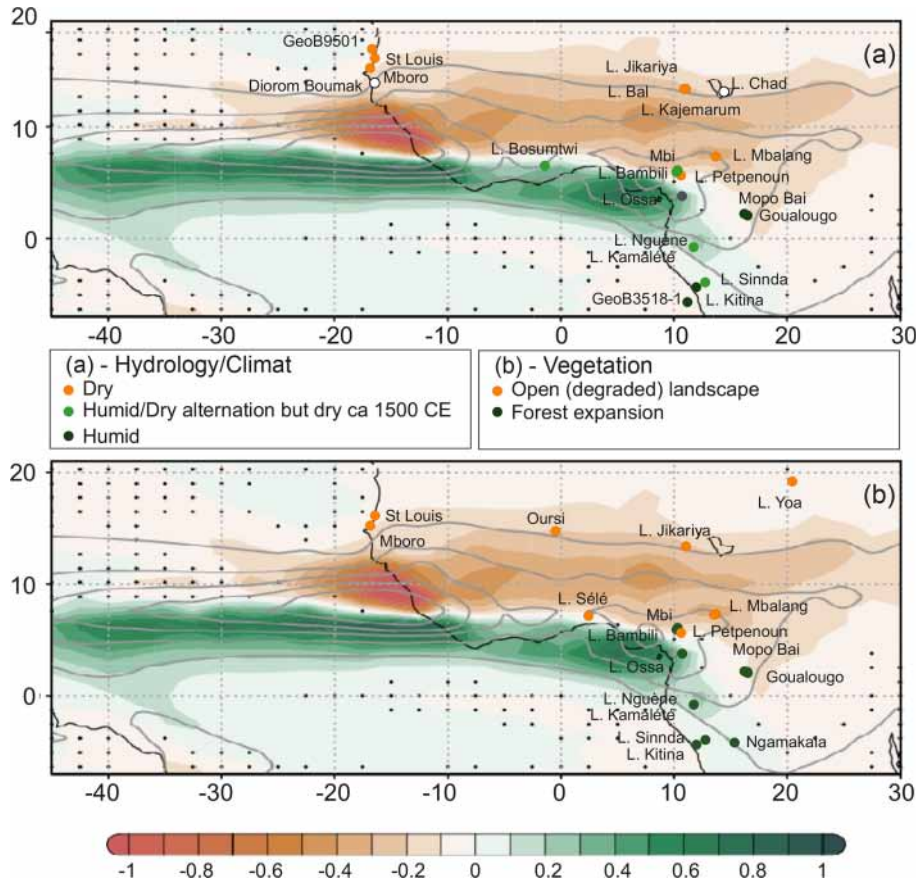 20
(a)
GeoB9501
St Louis
Mboro
Diorom Boumak
L. Jikariya
L. Chad
L. Bal
L. Kajemarum
10
L. Bosumtwi
Mbi
L. Mbalang
L. Bambili
L. Petpenoun
L. Ossa
Mopo Bai
Goualougo
0
L. Nguène
L. Kamalété
L. Sinnda
GeoB3518-1
L. Kitina
-40 -30 -20 -10 0 10 20 30
(a) - Hydrology/Climat
Dry
Humid/Dry alternation but dry ca 1500 CE
Humid
(b) - Vegetation
Open (degraded) landscape
Forest expansion
20
(b)
L. Yoa
St Louis
Mboro
Oursi
L. Jikariya
10
L. Sélé
Mbi
L. Mbalang
L. Bambili
L. Petpenoun
Mopo Bai
L. Ossa
Goualougo
0
L. Nguène
L. Kamalété
L. Sinnda
Ngamakala
L. Kitina
-40 -30 -20 -10 0 10 20 30
-1 -0.8 -0.6 -0.4 -0.2 0 0.2 0.4 0.6 0.8 1